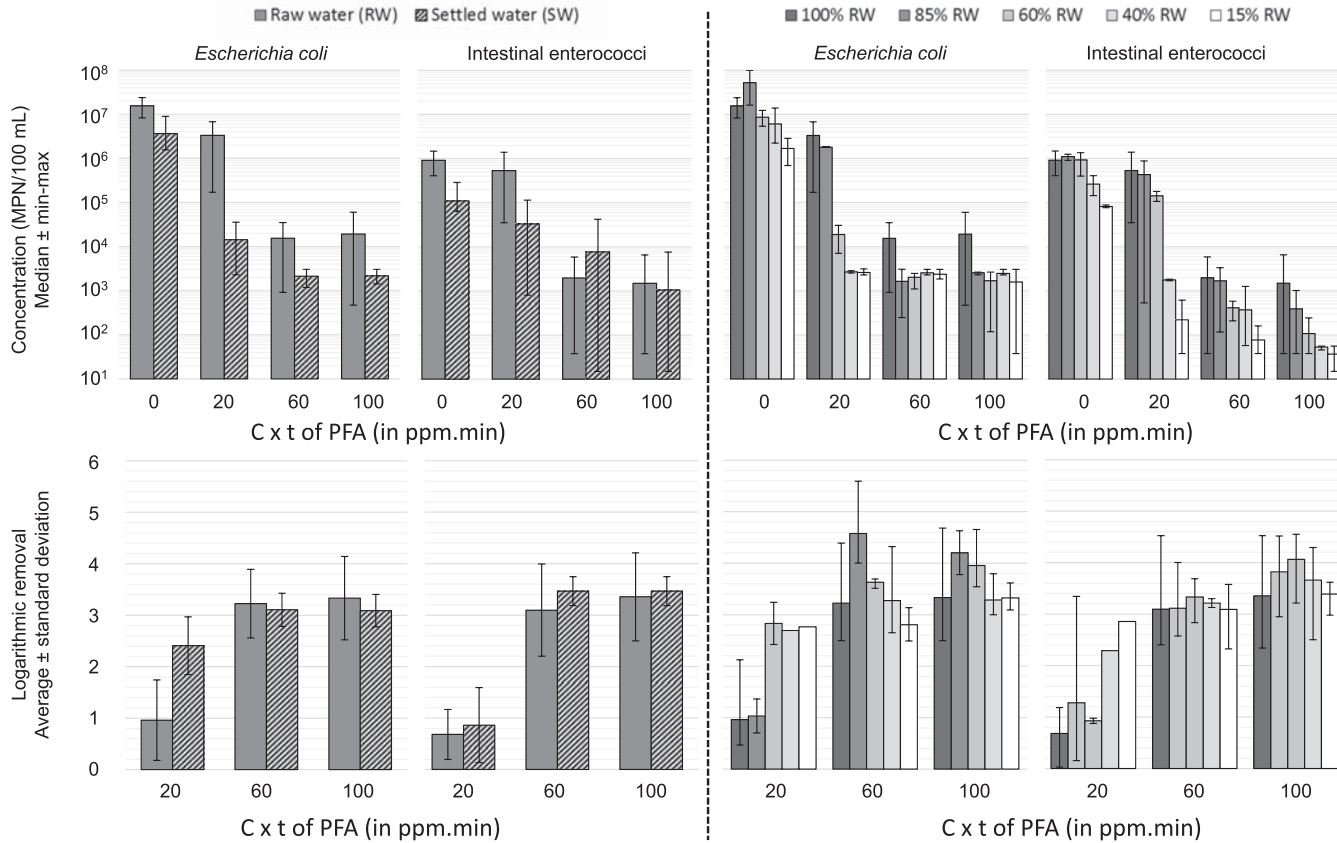 Raw water (RW) Settled water (SW)
100% RW 85% RW 60% RW 40% RW 15% RW
Escherichia coli
Intestinal enterococci
Escherichia coli
Intestinal enterococci
Concentration (MPN/100 mL)
Median ± min-max
10⁸
10⁷
10⁶
10⁵
10⁴
10³
10²
10¹
0 20 60 100
0 20 60 100
0 20 60 100
0 20 60 100
C x t of PFA (in ppm.min)
C x t of PFA (in ppm.min)
Logarithmic removal
Average ± standard deviation
6
5
4
3
2
1
0
20 60 100
20 60 100
20 60 100
20 60 100
C x t of PFA (in ppm.min)
C x t of PFA (in ppm.min)